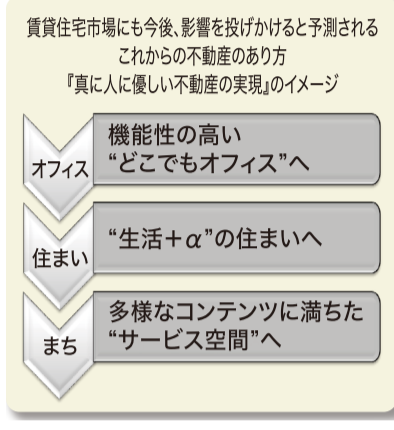 賃貸住宅市場にも今後、影響を投げかけると予測される
これからの不動産のあり方
『真に人に優しい不動産の実現』のイメージ
オフィス
機能性の高い
“どこでもオフィス”へ
住まい
“生活+α”の住まいへ
まち
多様なコンテンツに満ちた
“サービス空間”へ